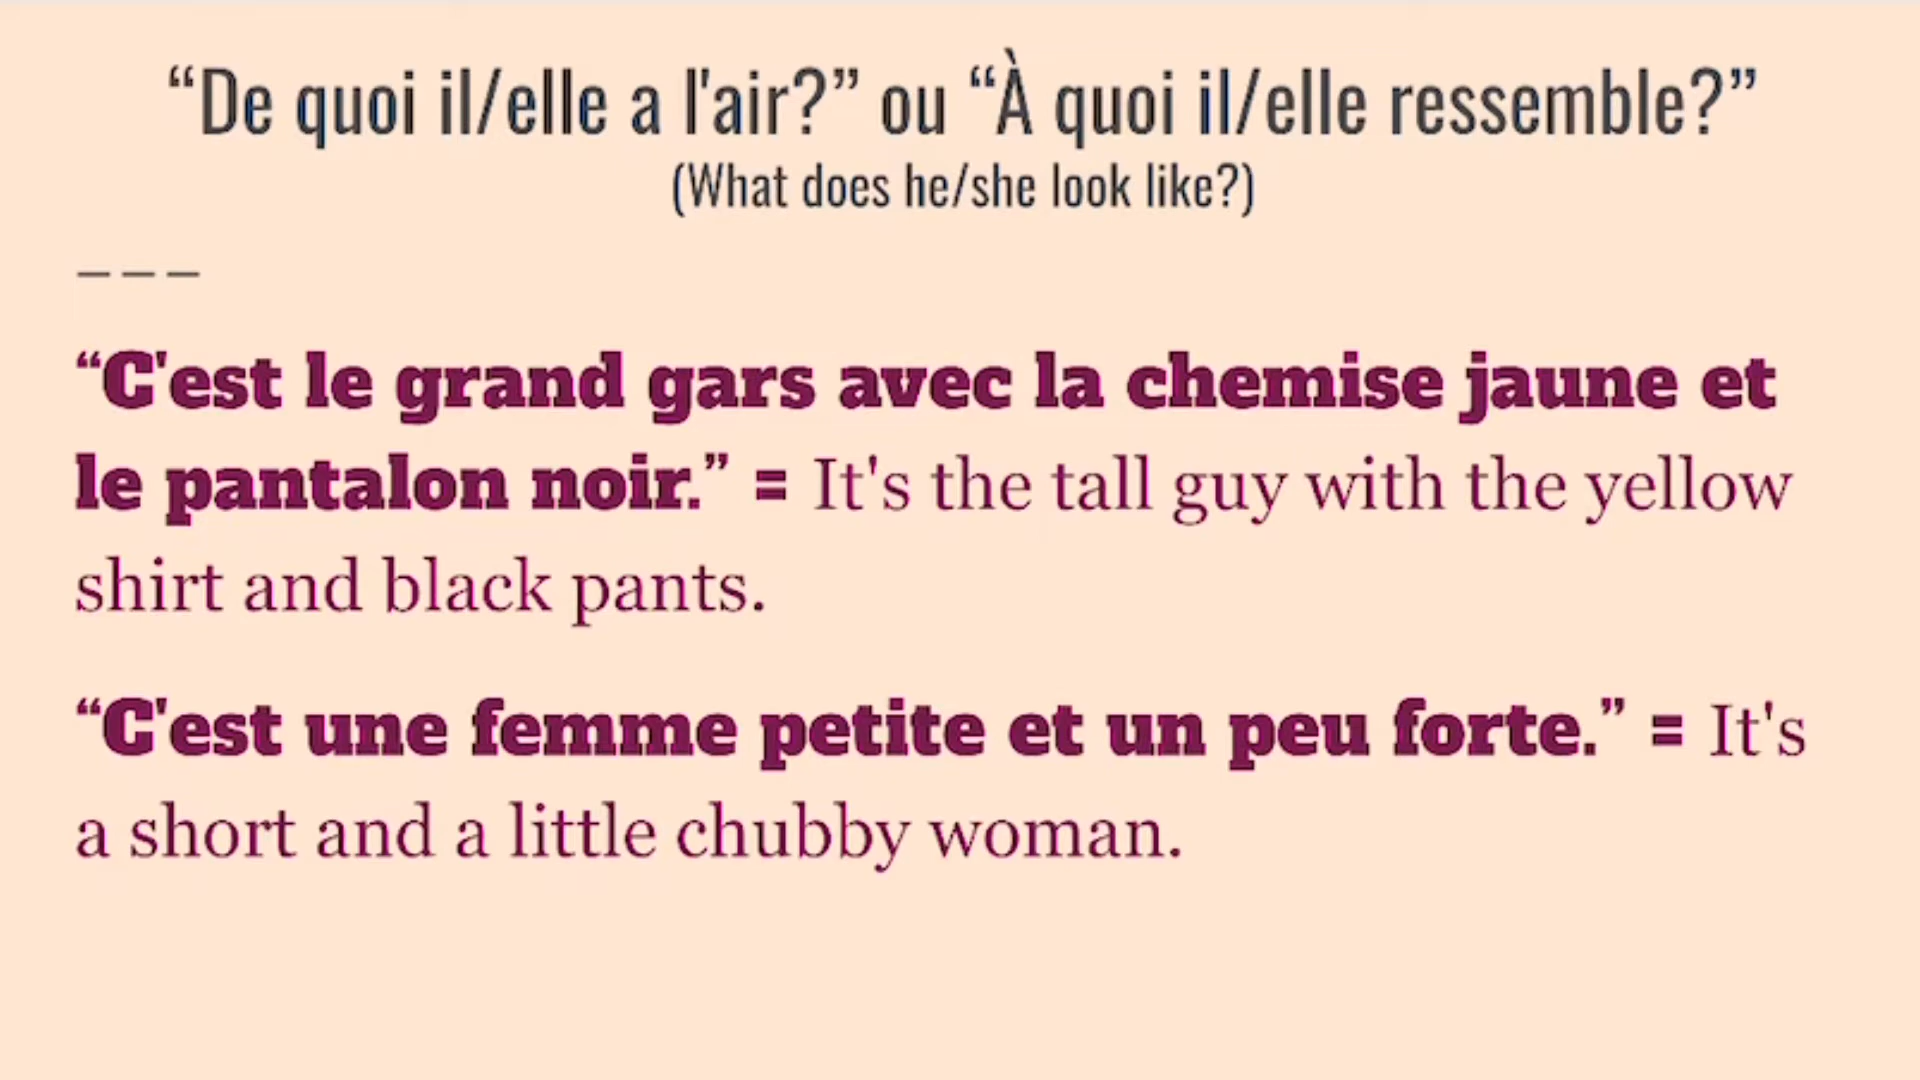 “De quoi il/elle a l'air?” ou “À quoi il/elle ressemble?”
(What does he/she look like?)
“C'est le grand gars avec la chemise jaune et
le pantalon noir.” = It's the tall guy with the yellow
shirt and black pants.
“C'est une femme petite et un peu forte.” = It's
a short and a little chubby woman.